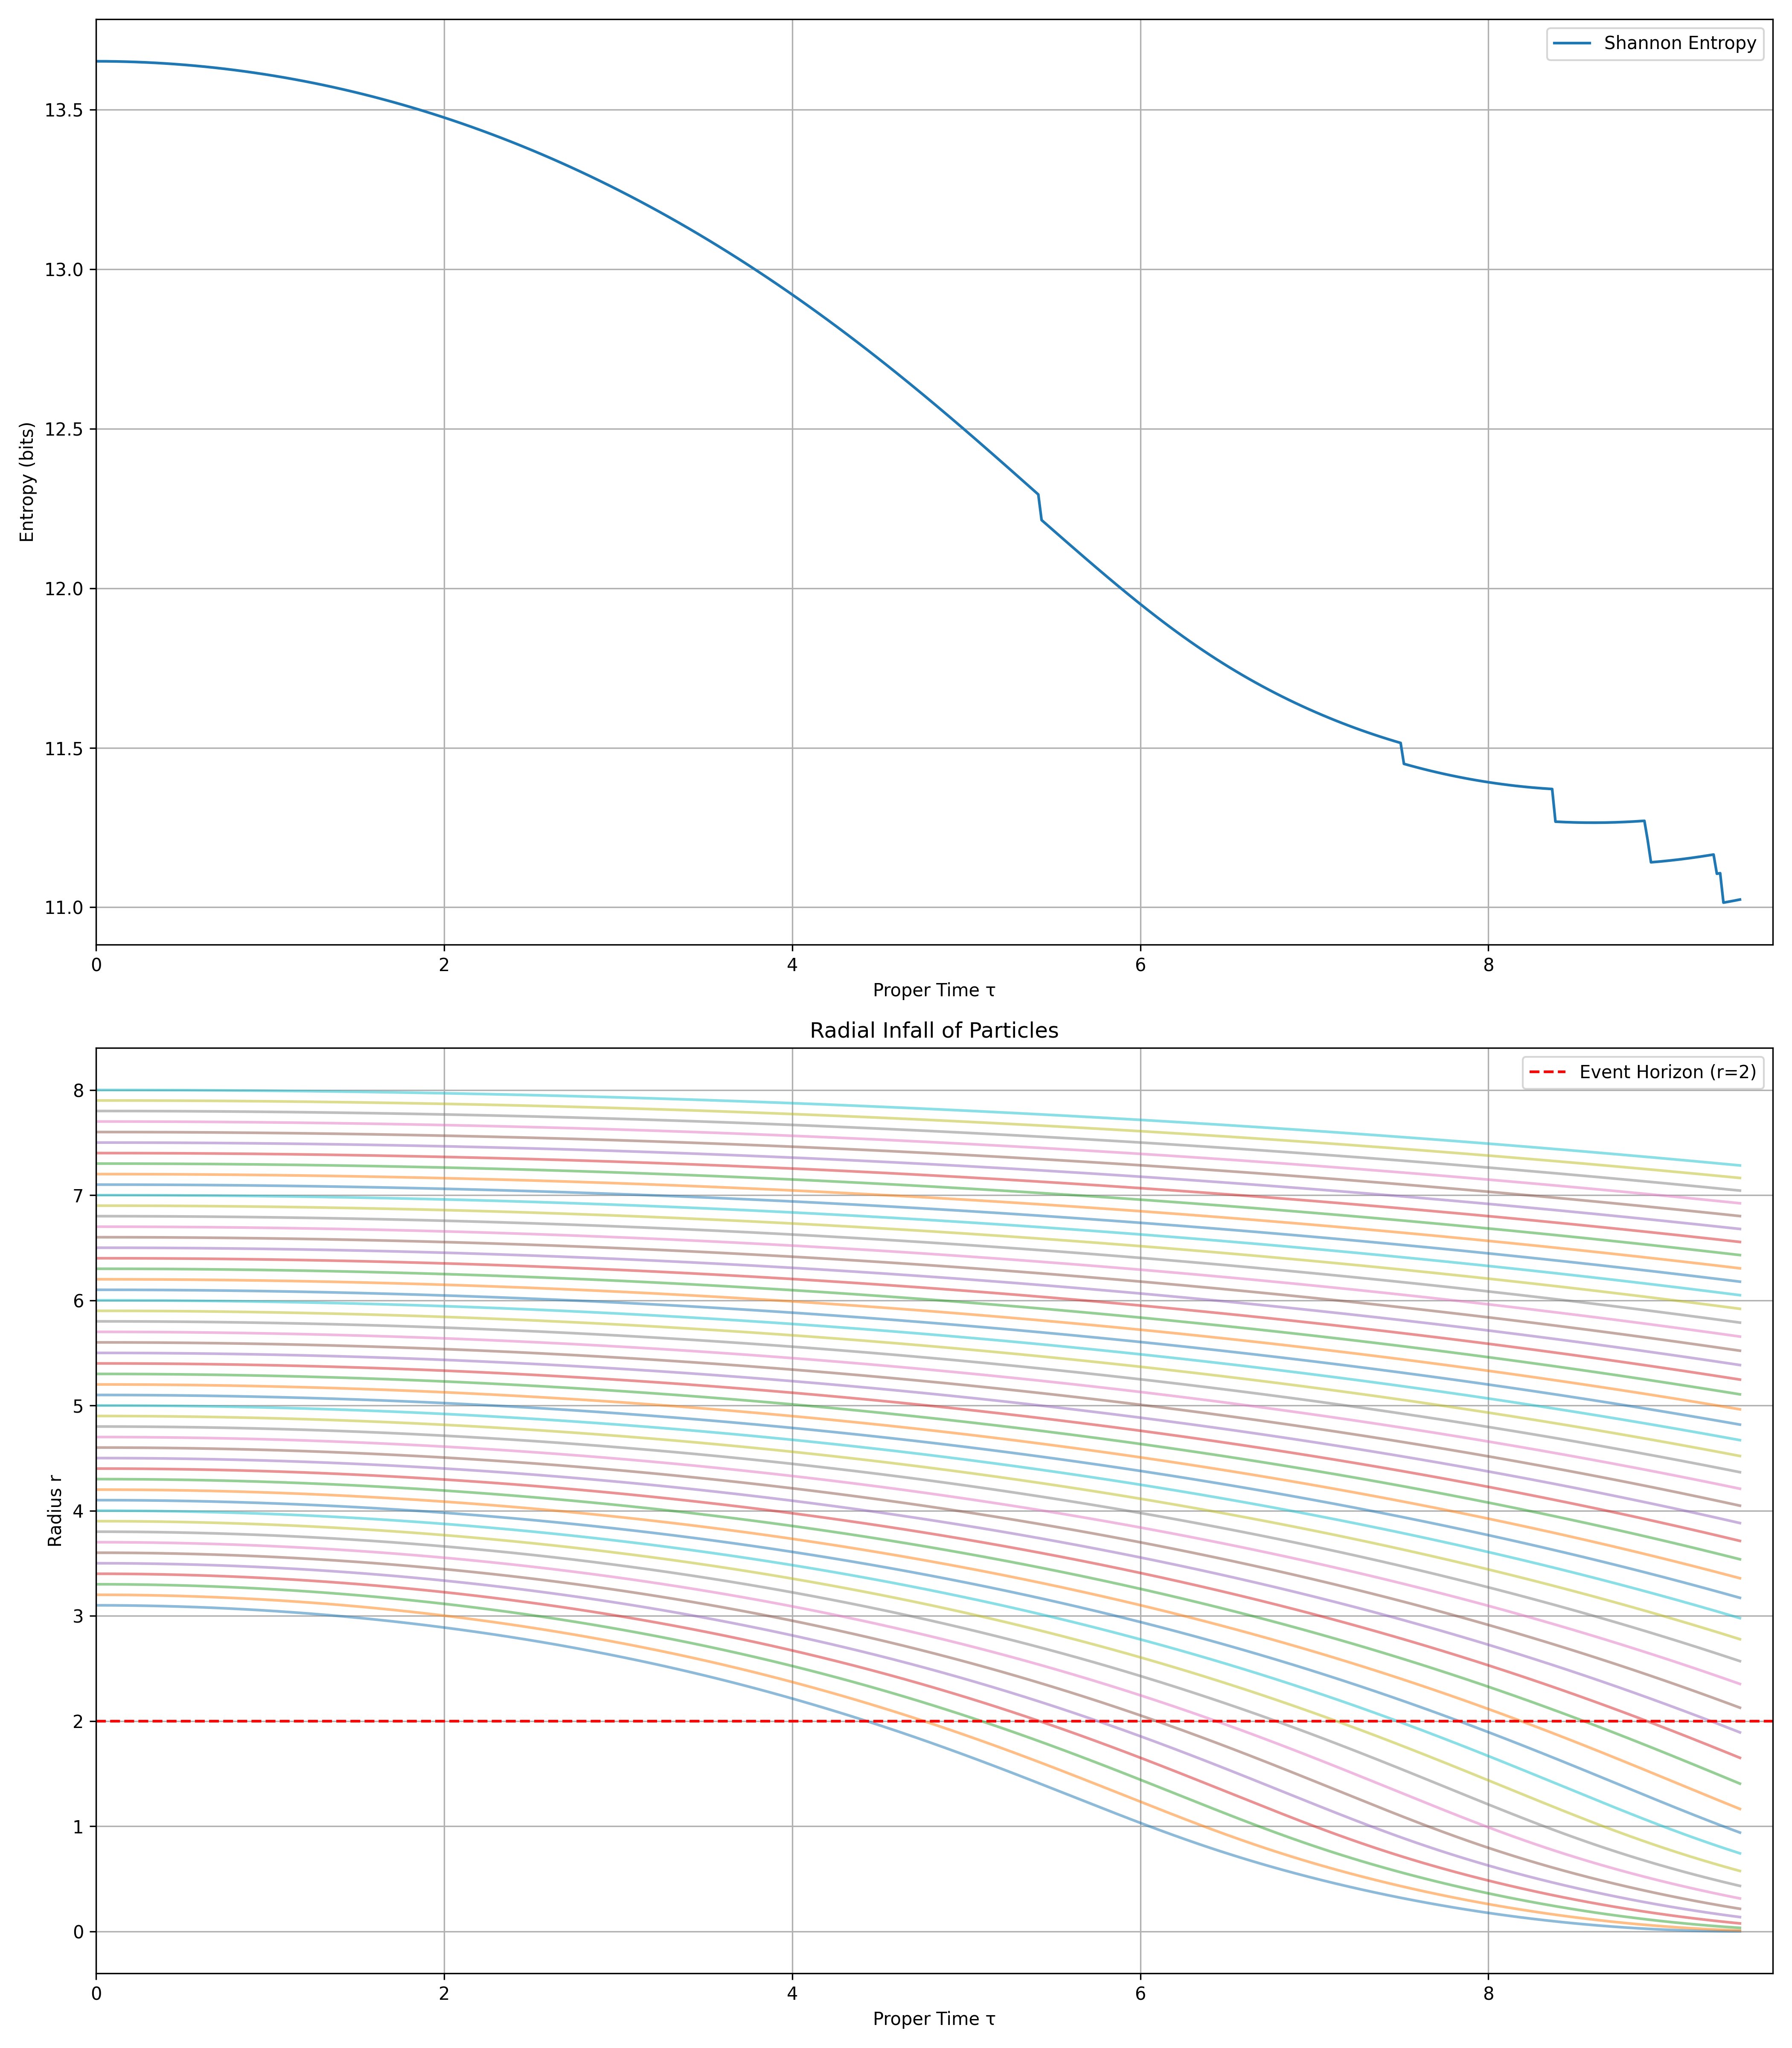 Shannon Entropy
13.5
13.0
12.5
12.0
11.5
11.0
Entropy (bits)
0 2 4 6 8
Proper Time τ
Radial Infall of Particles
Event Horizon (r=2)
8
7
6
5
4
3
2
1
0
Radius r
0 2 4 6 8
Proper Time τ